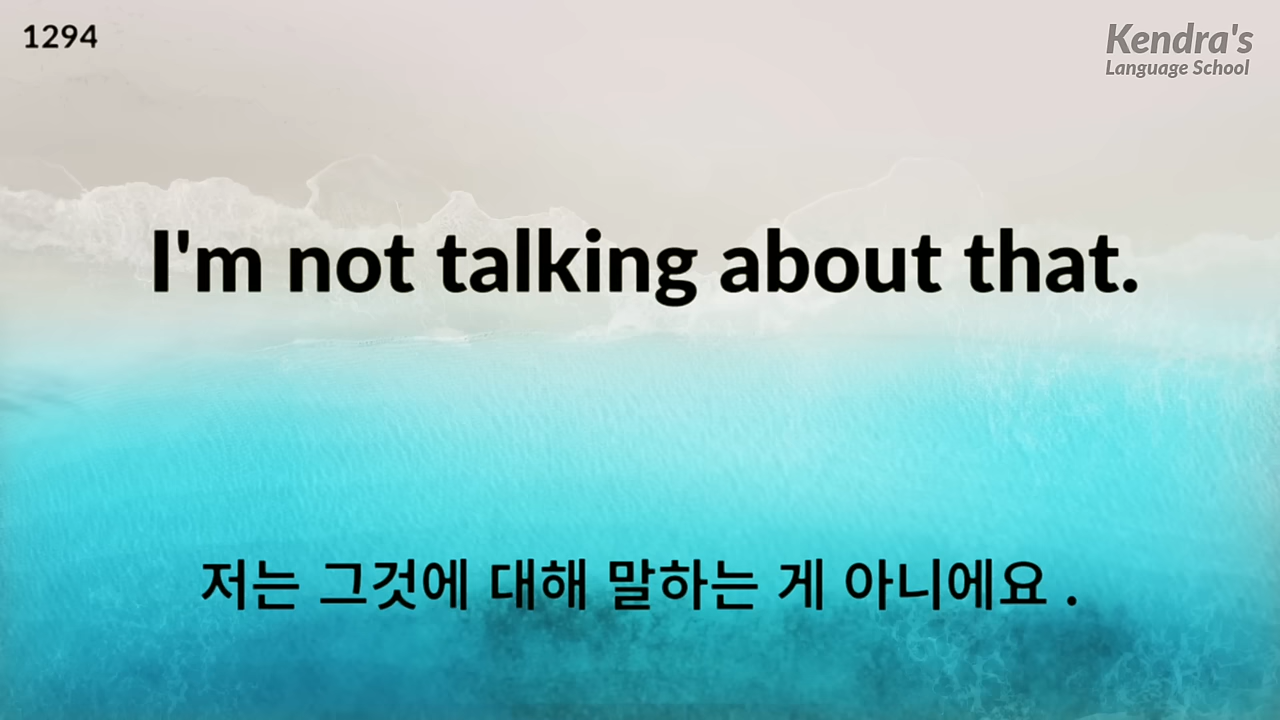 1294
Kendra's
Language School
I'm not talking about that.
저는 그것에 대해 말하는 게 아니에요 .